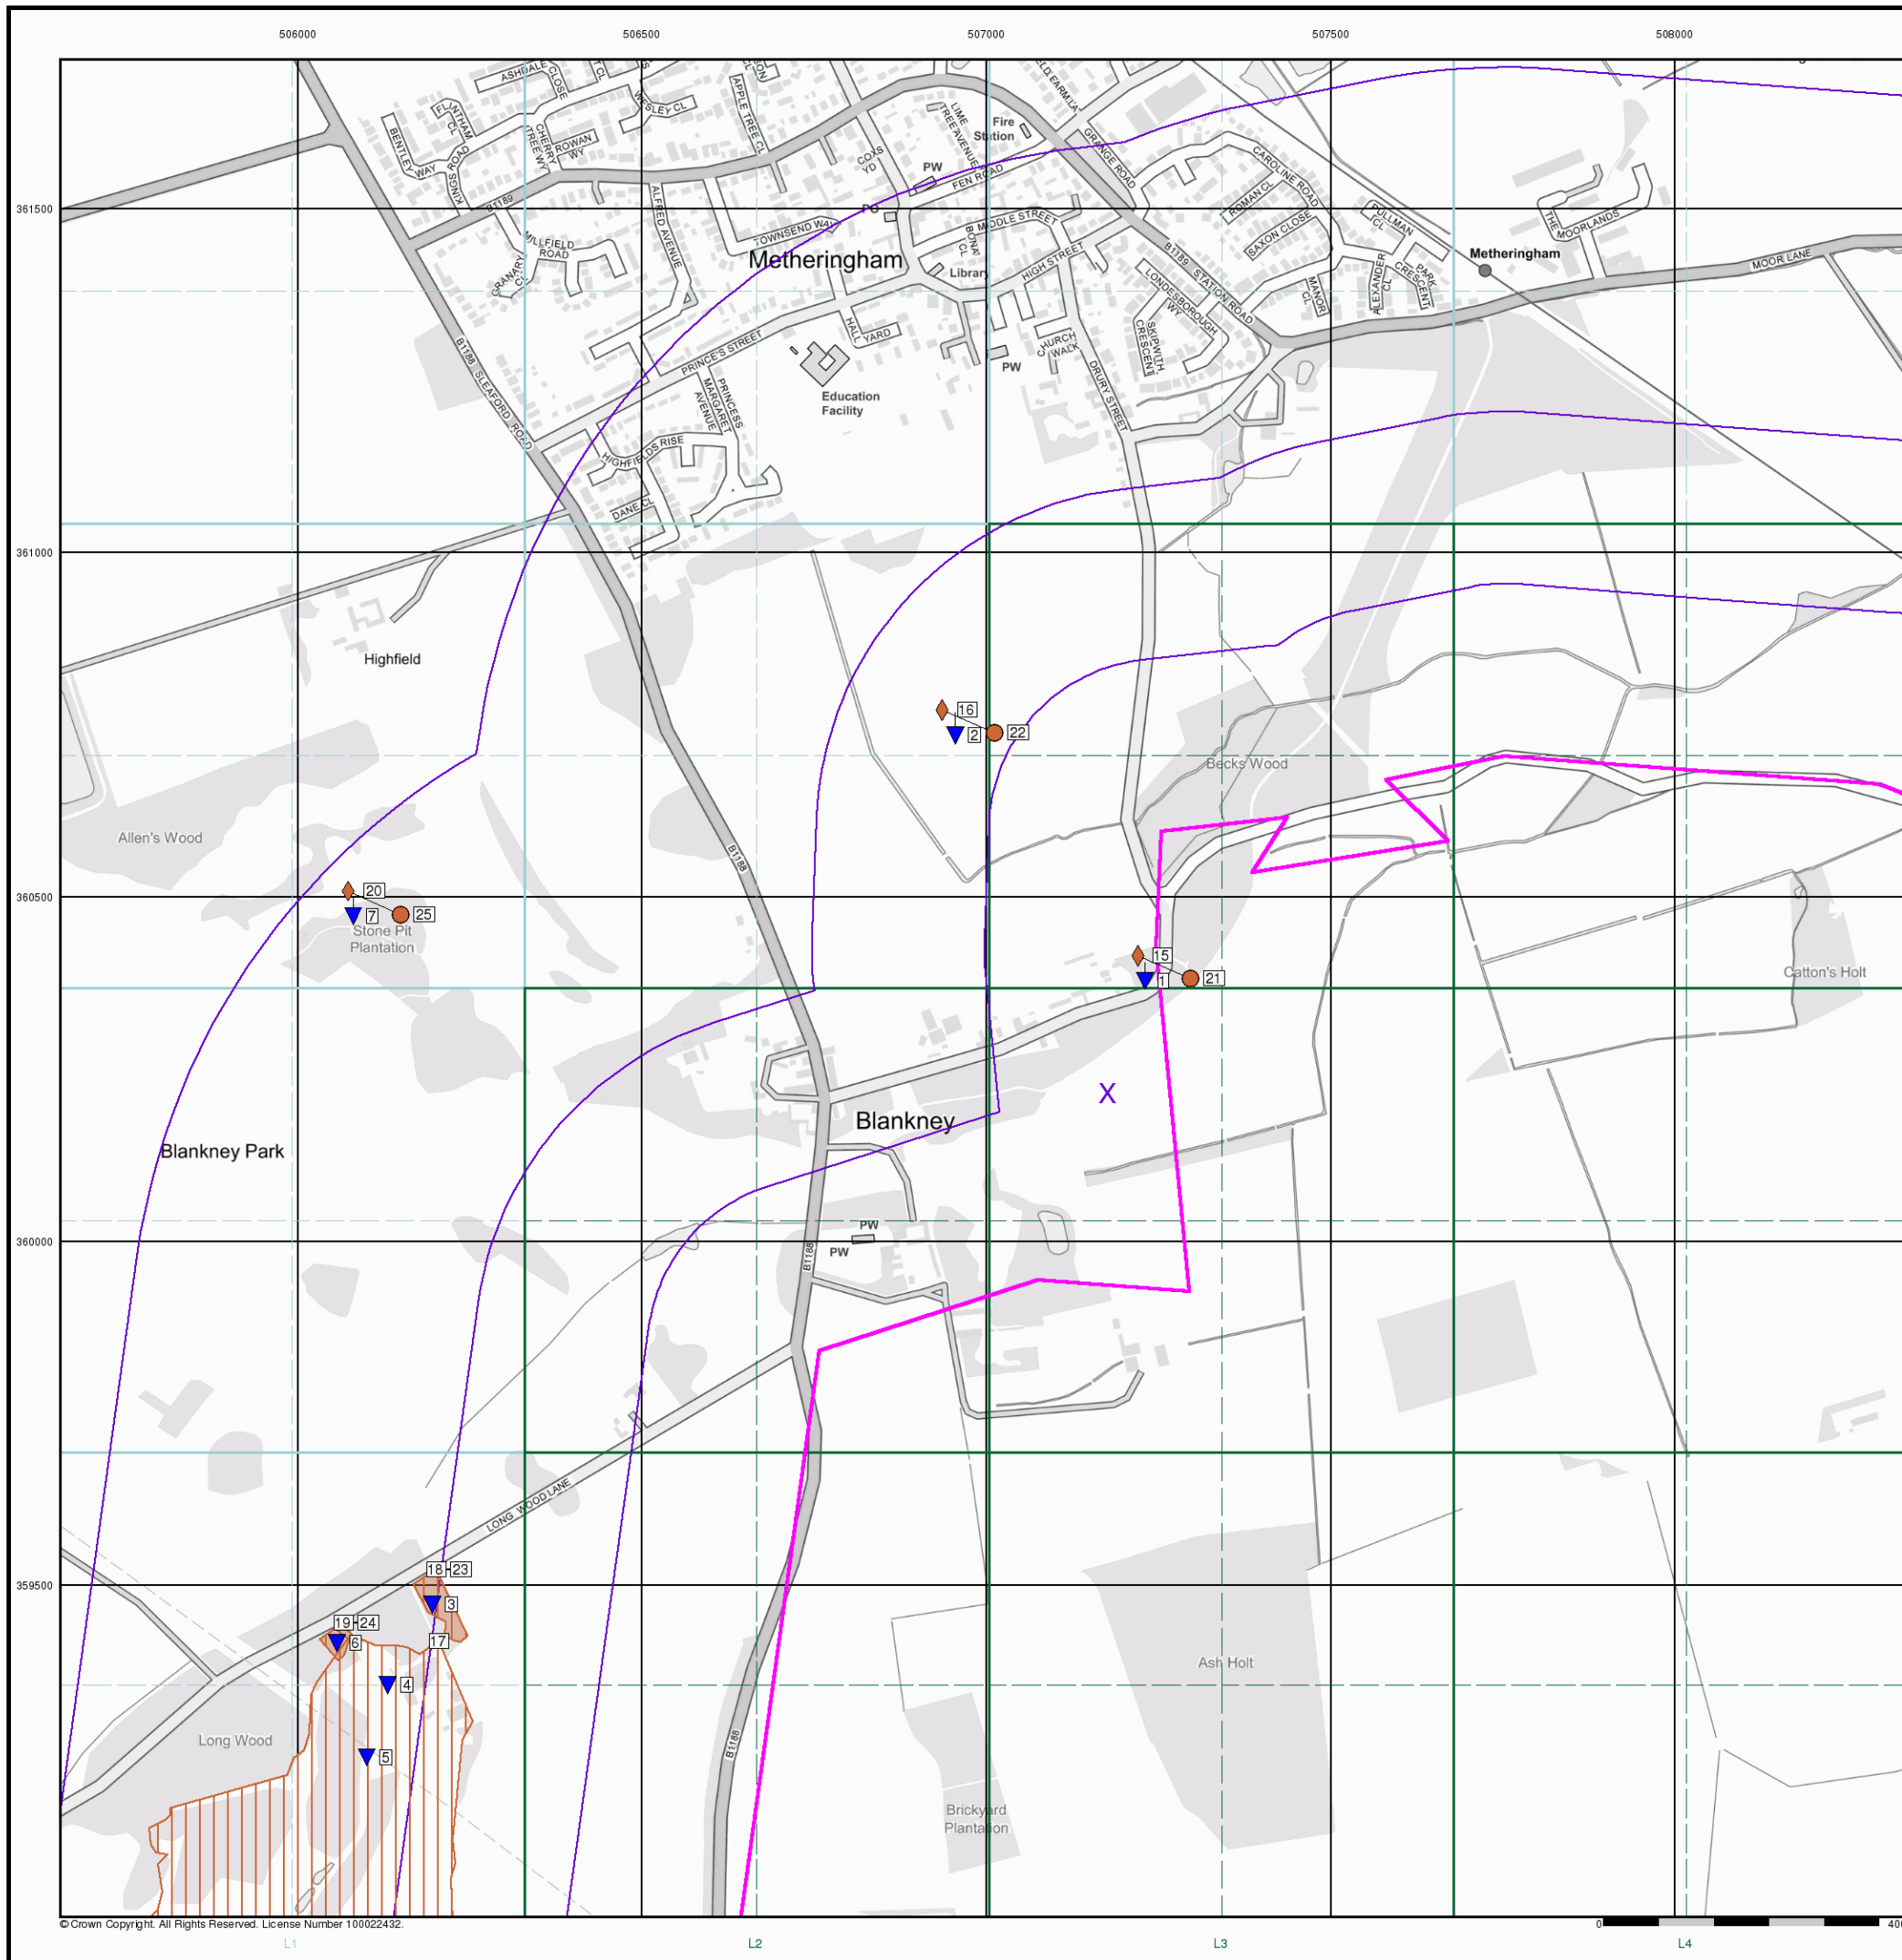 506000 506500 507000 507500 508000
361500
361000
360500
360000
359500
ASHDALE
CLOSE
WESLEY CL
APPLE TREE CL
LIME
TREE AVENUE
Fire
Station
FLINTHAM
CL
BENTLEY
WAY
KINGS ROAD
CHERRY
TREE WY
ROWAN
WY
COXS
YD
PW
FEN ROAD
GRANGE ROAD
CAROLINE ROAD
ROMAN CL
SAXON CLOSE
PULLMAN
CL
THE
MOORLANDS
B1189
ALFRED AVENUE
TOWNSEND WAY
PO
MIDDLE STREET
HIGH STREET
Metheringham
Library
B1189 STATION ROAD
Metheringham
MOOR LANE
MILLFIELD
ROAD
GRANARY
CL
LONDESBOROUGH
WY
MANOR
CL
ALEXANDER
CL
PARK
CRESCENT
HALL
YARD
PRINCE'S STREET
CHURCH
WALK
SKIPWITH
CRESCENT
PW
DRURY STREET
B1188 SLEAFORD ROAD
PRINCESS
MARGARET
AVENUE
Education
Facility
HIGHFIELDS RISE
DANE CL
Highfield
16
2
22
Becks Wood
Allen's Wood
B1188
20
7
25
Stone Pit
Plantation
15
1
21
Catton's Holt
X
Blankney
Blankney Park
PW
PW
B1188
LONG WOOD LANE
18
23
3
19
24
6
17
4
5
Long Wood
Ash Holt
B1188
Brickyard
Plantation
© Crown Copyright. All Rights Reserved. License Number 100022432.
0
L1 L2 L3 L4